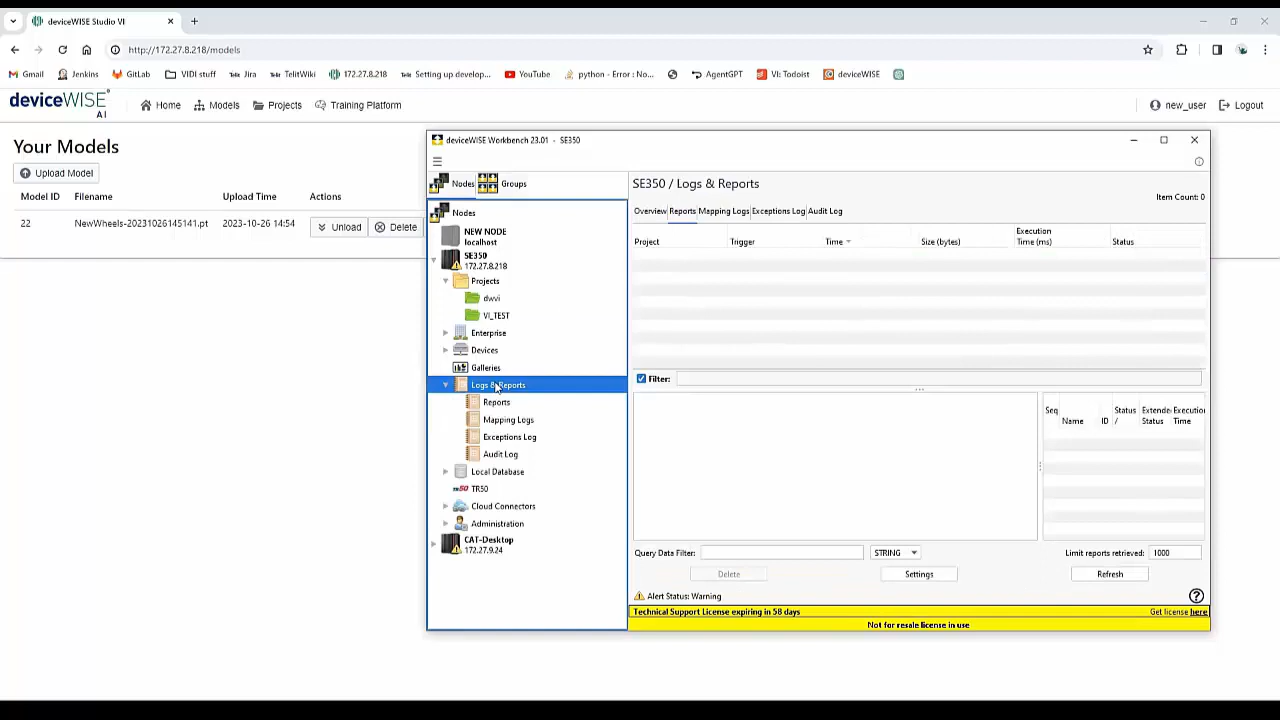 deviceWISE Studio VI
http://172.27.8.218/models
Gmail Jenkins GitLab VIDI stuff Jira TelitWiki 172.27.8.218 Setting up develop... YouTube python - Error : No... AgentGPT VI: Todoist deviceWISE
deviceWISE AI Home Models Projects Training Platform new_user Logout
Your Models
Upload Model
Model ID Filename Upload Time Actions
22 NewWheels-20231026145141.pt 2023-10-26 14:54 Unload Delete
deviceWISE Workbench 23.01 - SE350
Nodes Groups
Nodes
NEW NODE
localhost
SE350
172.27.8.218
Projects
dwvi
VI_TEST
Enterprise
Devices
Galleries
Logs & Reports
Reports
Mapping Logs
Exceptions Log
Audit Log
Local Database
TR50
Cloud Connectors
Administration
CAT-Desktop
172.27.9.24
SE350 / Logs & Reports
Item Count: 0
Overview Reports Mapping Logs Exceptions Log Audit Log
Project Trigger Time Size (bytes) Execution Time (ms) Status
Filter:
Seq Name ID Status / Extende Status Execution Time
Query Data Filter: STRING Limit reports retrieved: 1000
Delete Settings Refresh
Alert Status: Warning
Technical Support License expiring in 58 days Get license here
Not for resale license in use